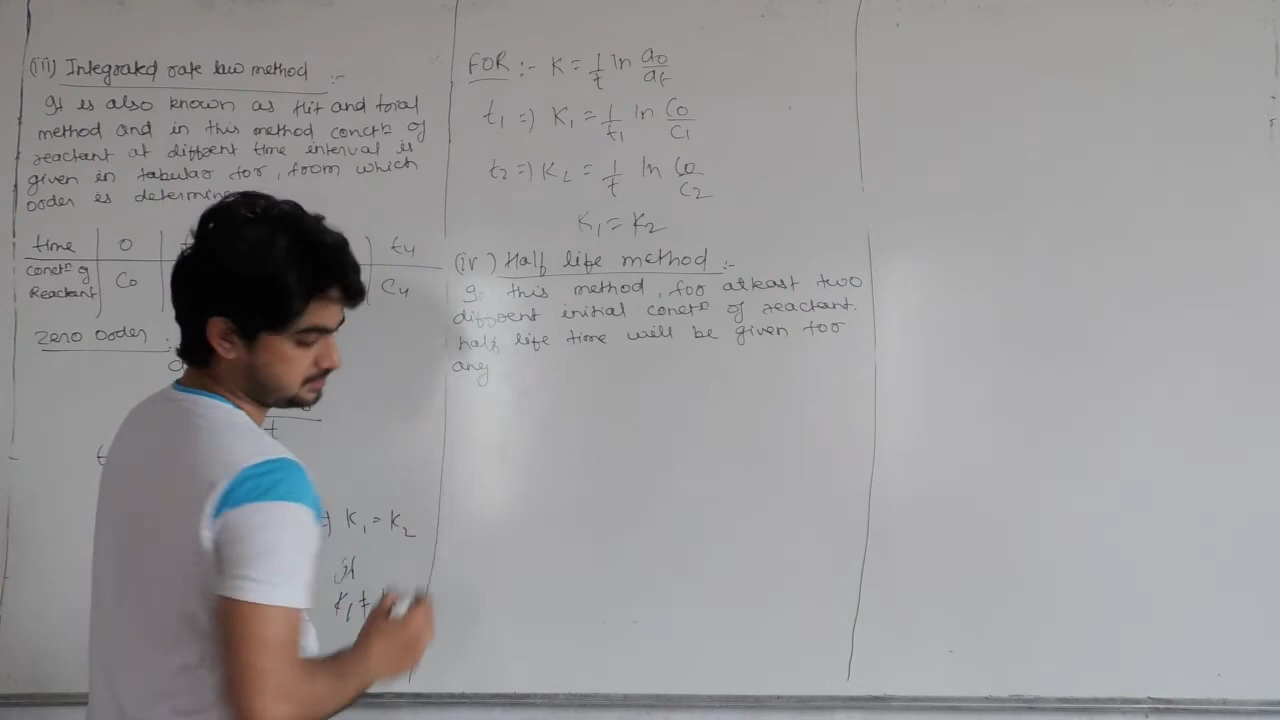 (iii) Integrated rate law method :-
It is also known as Hit and trial
method and in this method concⁿ of
reactant at diffrent time interval is
given in tabular for, from which
order is determine
time 0 t4
concⁿ of
Reactant C0 C4
Zero Order
t
=) K1 = K2
If
K1 ≠
FOR :- K = 1/t ln a0/at
t1 =) K1 = 1/t1 ln C0/C1
t2 =) K2 = 1/t ln C0/C2
K1 = K2
(iv) Half life method :-
this method, for atleast two
diffrent initial concⁿ of reactant.
half life time will be given for
any